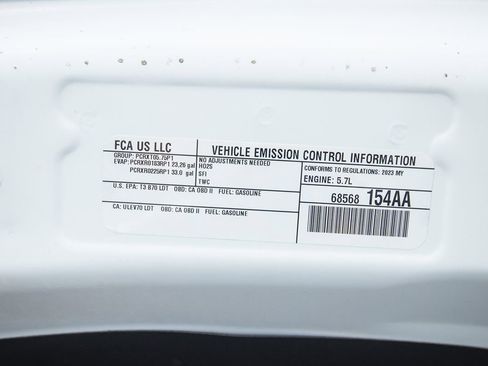 FCA US LLC
VEHICLE EMISSION CONTROL INFORMATION
GROUP: PCRXT05.75P1
EVAP: PCRXR0183RP1 23,26 gal
PCRXR0225RP1 33.0 gal
NO ADJUSTMENTS NEEDED
HO2S
SFI
TWC
CONFORMS TO REGULATIONS: 2023 MY
ENGINE: 5.7L
U.S. EPA: T3 B70 LDT OBD: CA OBD II FUEL: GASOLINE
CA: ULEV70 LDT OBD: CA OBD II FUEL: GASOLINE
68568 154AA